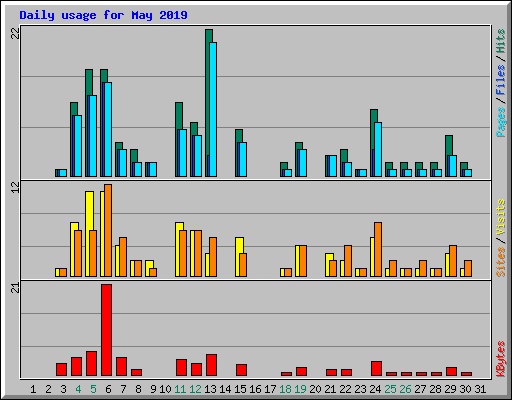 Daily usage for May 2019
22
Pages/Files/Hits
12
Sites/Visits
21
KBytes
1 2 3 4 5 6 7 8 9 10 11 12 13 14 15 16 17 18 19 20 21 22 23 24 25 26 27 28 29 30 31